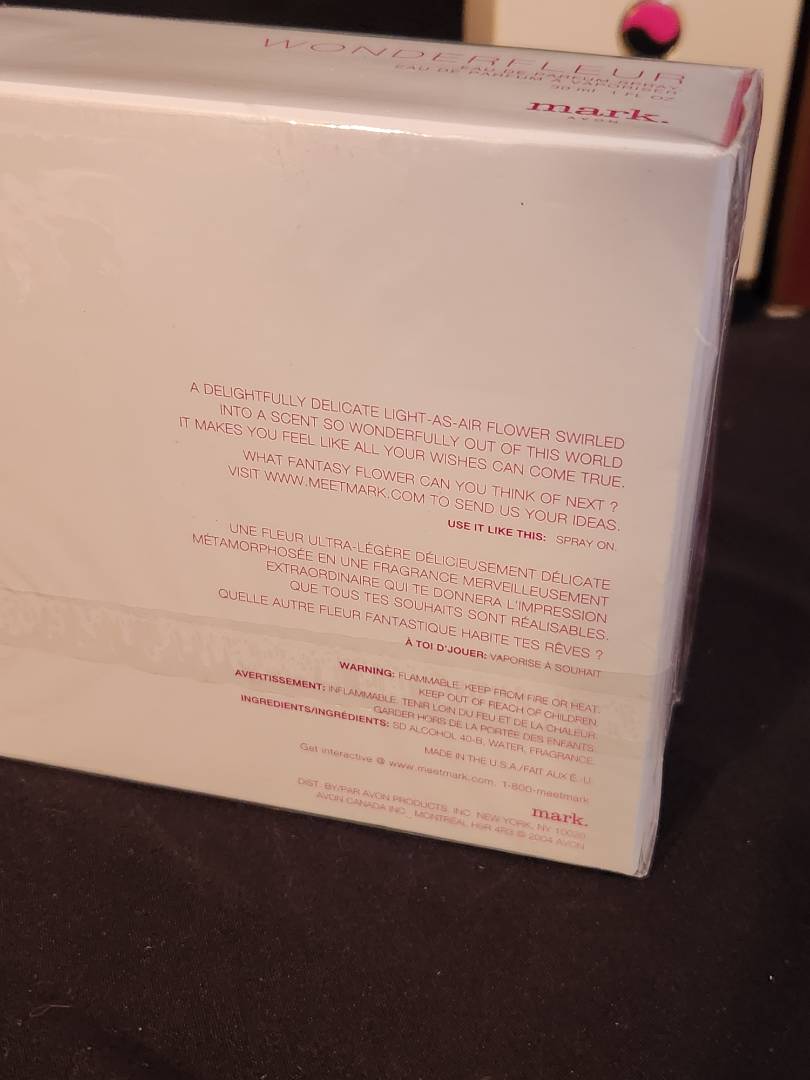 WONDERFLEUR
EAU DE PARFUM SPRAY
EAU DE PARFUM À VAPORISER
30 ml 1 FL OZ
mark.
AVON
A DELIGHTFULLY DELICATE LIGHT-AS-AIR FLOWER SWIRLED
INTO A SCENT SO WONDERFULLY OUT OF THIS WORLD
IT MAKES YOU FEEL LIKE ALL YOUR WISHES CAN COME TRUE.
WHAT FANTASY FLOWER CAN YOU THINK OF NEXT ?
VISIT WWW.MEETMARK.COM TO SEND US YOUR IDEAS.
USE IT LIKE THIS: SPRAY ON.
UNE FLEUR ULTRA-LÉGÈRE DÉLICIEUSEMENT DÉLICATE
MÉTAMORPHOSÉE EN UNE FRAGRANCE MERVEILLEUSEMENT
EXTRAORDINAIRE QUI TE DONNERA L'IMPRESSION
QUE TOUS TES SOUHAITS SONT RÉALISABLES.
QUELLE AUTRE FLEUR FANTASTIQUE HABITE TES RÊVES ?
À TOI D'JOUER: VAPORISE À SOUHAIT
WARNING: FLAMMABLE. KEEP FROM FIRE OR HEAT.
KEEP OUT OF REACH OF CHILDREN.
AVERTISSEMENT: INFLAMMABLE. TENIR LOIN DU FEU ET DE LA CHALEUR.
GARDER HORS DE LA PORTÉE DES ENFANTS.
INGREDIENTS/INGRÉDIENTS: SD ALCOHOL 40-B, WATER, FRAGRANCE.
MADE IN THE U.S.A./FAIT AUX É.-U.
Get interactive @ www.meetmark.com. 1-800-meetmark
mark.
DIST. BY/PAR AVON PRODUCTS, INC. NEW YORK, NY 10020
AVON CANADA INC., MONTRÉAL H9R 4R3 © 2004 AVON